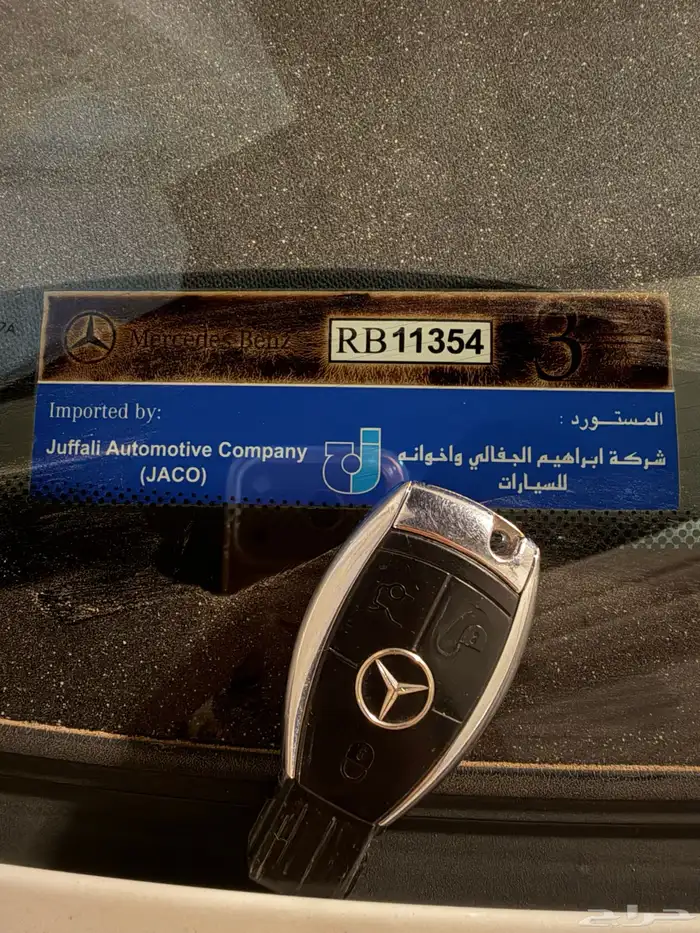 Mercedes-Benz
RB11354
3
Imported by:
المستورد :
Juffali Automotive Company
(JACO)
شركة ابراهيم الجفالي واخوانه
للسيارات
حراج